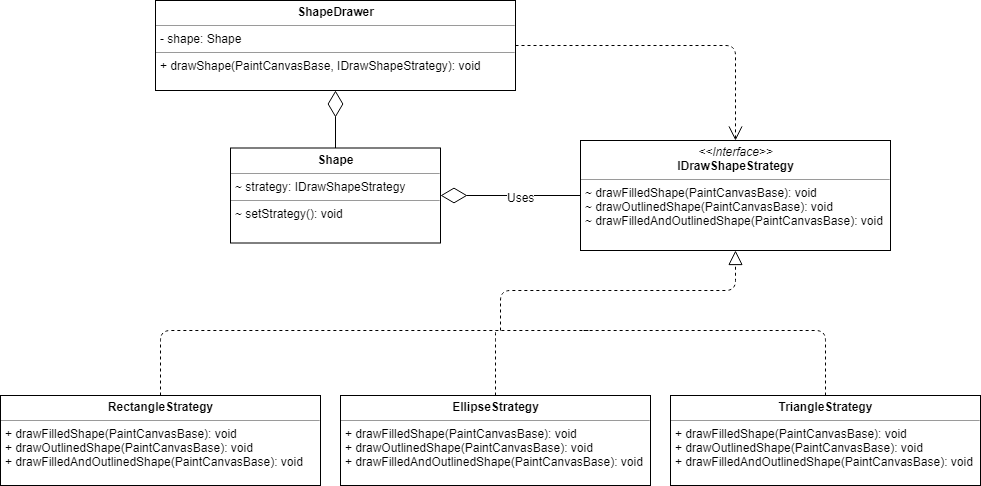 ShapeDrawer
- shape: Shape
+ drawShape(PaintCanvasBase, IDrawShapeStrategy): void
Shape
~ strategy: IDrawShapeStrategy
~ setStrategy(): void
Uses
<<Interface>>
IDrawShapeStrategy
~ drawFilledShape(PaintCanvasBase): void
~ drawOutlinedShape(PaintCanvasBase): void
~ drawFilledAndOutlinedShape(PaintCanvasBase): void
RectangleStrategy
+ drawFilledShape(PaintCanvasBase): void
+ drawOutlinedShape(PaintCanvasBase): void
+ drawFilledAndOutlinedShape(PaintCanvasBase): void
EllipseStrategy
+ drawFilledShape(PaintCanvasBase): void
+ drawOutlinedShape(PaintCanvasBase): void
+ drawFilledAndOutlinedShape(PaintCanvasBase): void
TriangleStrategy
+ drawFilledShape(PaintCanvasBase): void
+ drawOutlinedShape(PaintCanvasBase): void
+ drawFilledAndOutlinedShape(PaintCanvasBase): void